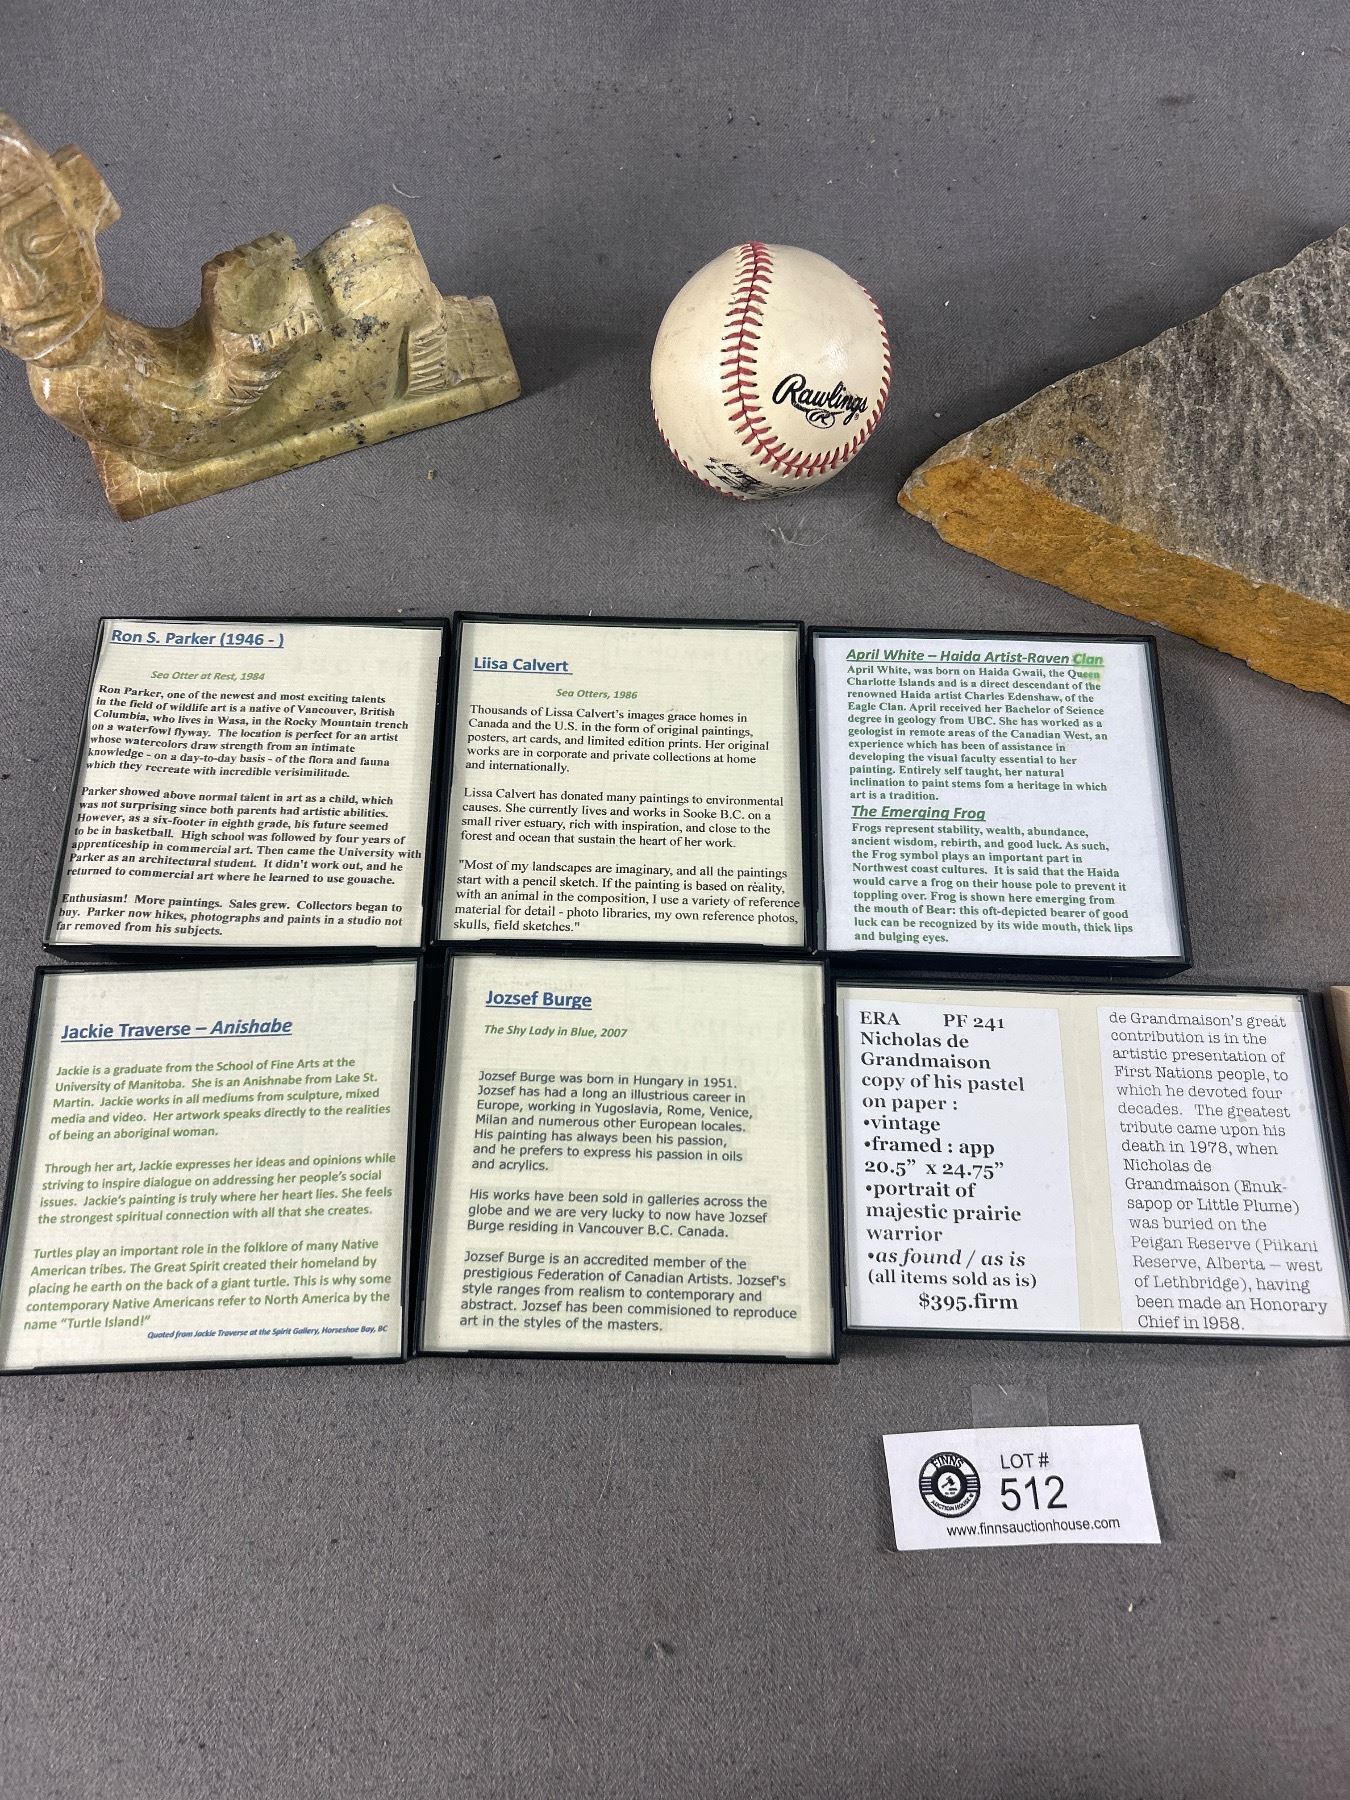 Rawlings
R
Ron S. Parker (1946 - )
Sea Otter at Rest, 1984
Ron Parker, one of the newest and most exciting talents
in the field of wildlife art is a native of Vancouver, British
Columbia, who lives in Wasa, in the Rocky Mountain trench
on a waterfowl flyway. The location is perfect for an artist
whose watercolors draw strength from an intimate
knowledge - on a day-to-day basis - of the flora and fauna
which they recreate with incredible verisimilitude.
Parker showed above normal talent in art as a child, which
was not surprising since both parents had artistic abilities.
However, as a six-footer in eighth grade, his future seemed
to be in basketball. High school was followed by four years of
apprenticeship in commercial art. Then came the University with
Parker as an architectural student. It didn't work out, and he
returned to commercial art where he learned to use gouache.
Enthusiasm! More paintings. Sales grew. Collectors began to
buy. Parker now hikes, photographs and paints in a studio not
far removed from his subjects.
Liisa Calvert
Sea Otters, 1986
Thousands of Lissa Calvert's images grace homes in
Canada and the U.S. in the form of original paintings,
posters, art cards, and limited edition prints. Her original
works are in corporate and private collections at home
and internationally.
Lissa Calvert has donated many paintings to environmental
causes. She currently lives and works in Sooke B.C. on a
small river estuary, rich with inspiration, and close to the
forest and ocean that sustain the heart of her work.
"Most of my landscapes are imaginary, and all the paintings
start with a pencil sketch. If the painting is based on reality,
with an animal in the composition, I use a variety of reference
material for detail - photo libraries, my own reference photos,
skulls, field sketches."
April White – Haida Artist-Raven Clan
April White, was born on Haida Gwaii, the Queen
Charlotte Islands and is a direct descendant of the
renowned Haida artist Charles Edenshaw, of the
Eagle Clan. April received her Bachelor of Science
degree in geology from UBC. She has worked as a
geologist in remote areas of the Canadian West, an
experience which has been of assistance in
developing the visual faculty essential to her
painting. Entirely self taught, her natural
inclination to paint stems fom a heritage in which
art is a tradition.
The Emerging Frog
Frogs represent stability, wealth, abundance,
ancient wisdom, rebirth, and good luck. As such,
the Frog symbol plays an important part in
Northwest coast cultures. It is said that the Haida
would carve a frog on their house pole to prevent it
toppling over. Frog is shown here emerging from
the mouth of Bear: this oft-depicted bearer of good
luck can be recognized by its wide mouth, thick lips
and bulging eyes.
Jackie Traverse – Anishabe
Jackie is a graduate from the School of Fine Arts at the
University of Manitoba. She is an Anishnabe from Lake St.
Martin. Jackie works in all mediums from sculpture, mixed
media and video. Her artwork speaks directly to the realities
of being an aboriginal woman.
Through her art, Jackie expresses her ideas and opinions while
striving to inspire dialogue on addressing her people's social
issues. Jackie's painting is truly where her heart lies. She feels
the strongest spiritual connection with all that she creates.
Turtles play an important role in the folklore of many Native
American tribes. The Great Spirit created their homeland by
placing he earth on the back of a giant turtle. This is why some
contemporary Native Americans refer to North America by the
name "Turtle Island!"
Quoted from Jackie Traverse at the Spirit Gallery, Horseshoe Bay, BC
Jozsef Burge
The Shy Lady in Blue, 2007
Jozsef Burge was born in Hungary in 1951.
Jozsef has had a long an illustrious career in
Europe, working in Yugoslavia, Rome, Venice,
Milan and numerous other European locales.
His painting has always been his passion,
and he prefers to express his passion in oils
and acrylics.
His works have been sold in galleries across the
globe and we are very lucky to now have Jozsef
Burge residing in Vancouver B.C. Canada.
Jozsef Burge is an accredited member of the
prestigious Federation of Canadian Artists. Jozsef's
style ranges from realism to contemporary and
abstract. Jozsef has been commisioned to reproduce
art in the styles of the masters.
ERA PF 241
Nicholas de
Grandmaison
copy of his pastel
on paper :
•vintage
•framed : app
20.5" x 24.75"
•portrait of
majestic prairie
warrior
•as found / as is
(all items sold as is)
$395.firm
de Grandmaison's great
contribution is in the
artistic presentation of
First Nations people, to
which he devoted four
decades. The greatest
tribute came upon his
death in 1978, when
Nicholas de
Grandmaison (Enuk-
sapop or Little Plume)
was buried on the
Peigan Reserve (Piikani
Reserve, Alberta – west
of Lethbridge), having
been made an Honorary
Chief in 1958.
FINNS
AUCTION HOUSE
LOT #
512
www.finnsauctionhouse.com